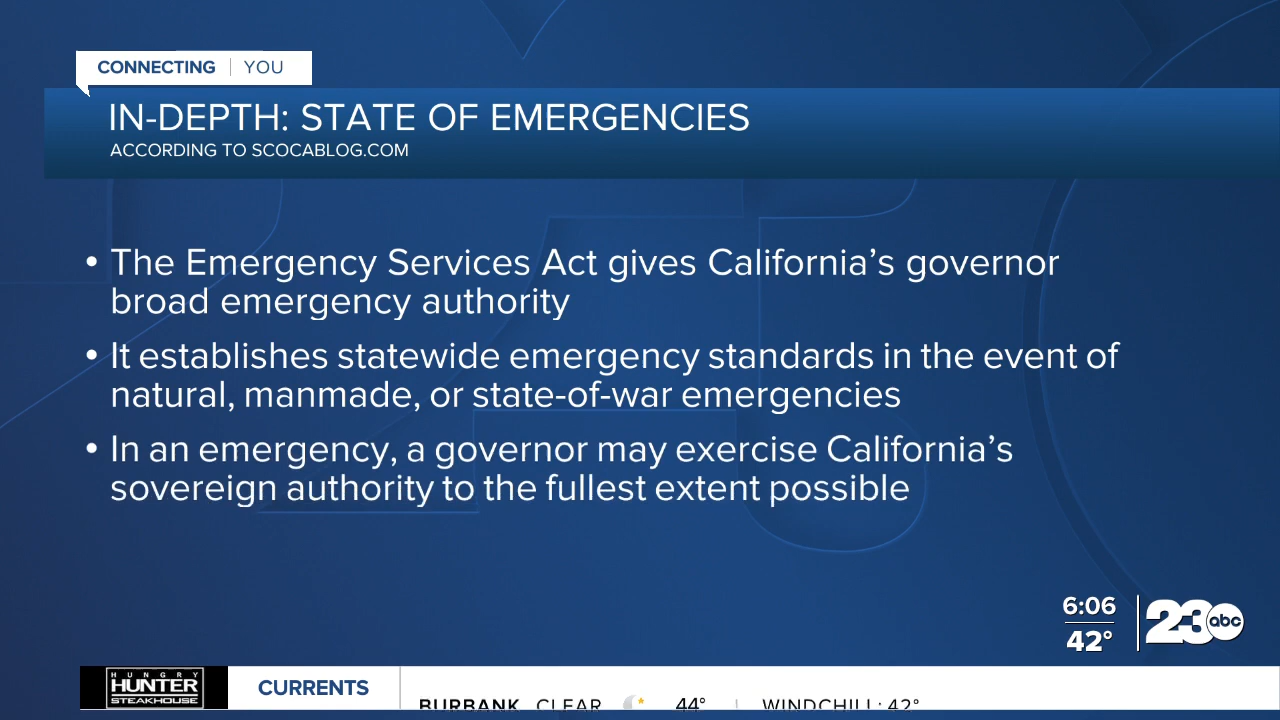 CONNECTING | YOU
IN-DEPTH: STATE OF EMERGENCIES
ACCORDING TO SCOCABLOG.COM
• The Emergency Services Act gives California’s governor
broad emergency authority
• It establishes statewide emergency standards in the event of
natural, manmade, or state-of-war emergencies
• In an emergency, a governor may exercise California’s
sovereign authority to the fullest extent possible
6:06
42°
23 abc
HUNGRY
HUNTER
STEAKHOUSE
CURRENTS
BURBANK CLEAR 44° | WINDCHILL: 42°